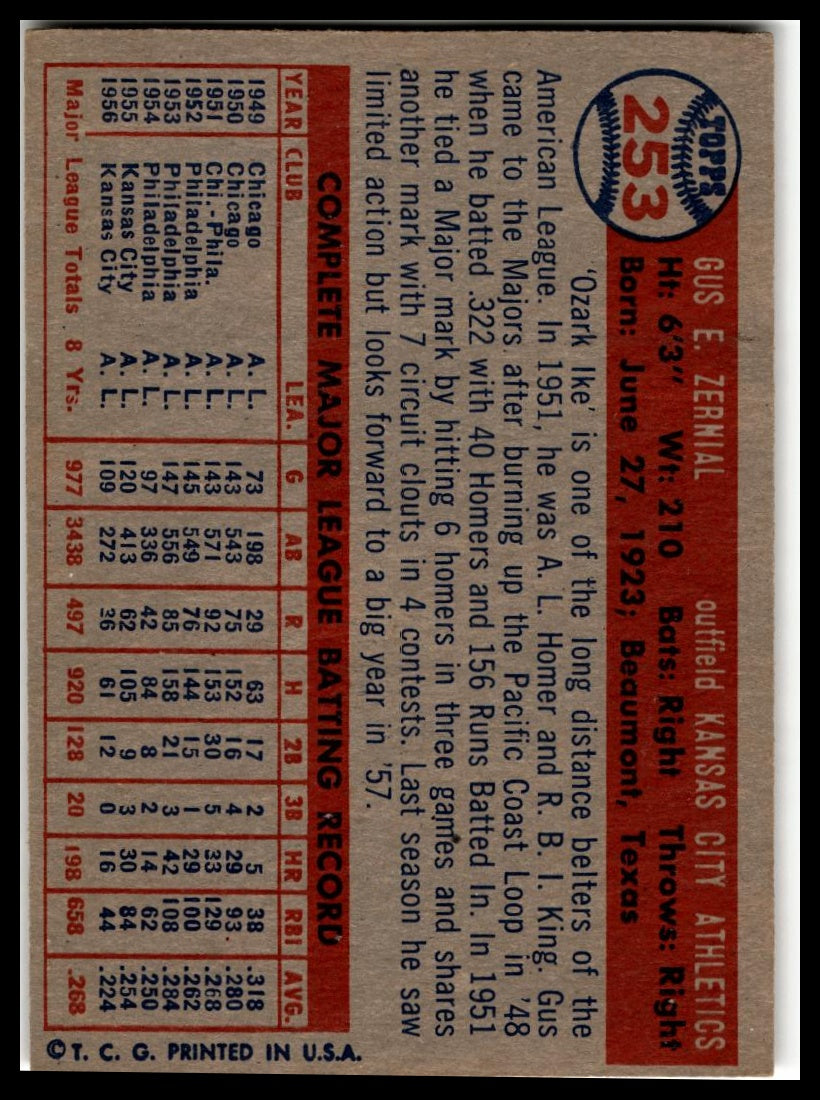 TOPPS
253
GUS E. ZERNIAL outfield KANSAS CITY ATHLETICS
Ht: 6'3" Wt: 210 Bats: Right Throws: Right
Born: June 27, 1923; Beaumont, Texas
'Ozark Ike' is one of the long distance belters of the
American League. In 1951, he was A. L. Homer and R. B. I. King. Gus
came to the Majors after burning up the Pacific Coast Loop in '48
when he batted .322 with 40 Homers and 156 Runs Batted In. In 1951
he tied a Major mark by hitting 6 homers in three games and shares
another mark with 7 circuit clouts in 4 contests. Last season he saw
limited action but looks forward to a big year in '57.
COMPLETE MAJOR LEAGUE BATTING RECORD
YEAR CLUB LEA. G AB R H 2B 3B HR RBI AVG.
1949 Chicago A. L. 73 198 29 63 17 2 5 38 .318
1950 Chicago A. L. 143 543 75 152 16 4 29 93 .280
1951 Chi.-Phila. A. L. 143 571 92 153 30 5 33 129 .268
1952 Philadelphia A. L. 145 549 76 144 15 1 29 100 .262
1953 Philadelphia A. L. 147 556 85 158 21 3 42 108 .284
1954 Philadelphia A. L. 97 336 42 84 8 2 14 62 .250
1955 Kansas City A. L. 120 413 62 105 9 3 30 84 .254
1956 Kansas City A. L. 109 272 36 61 12 0 16 44 .224
Major League Totals 8 Yrs. 977 3438 497 920 128 20 198 658 .268
© T. C. G. PRINTED IN U.S.A.